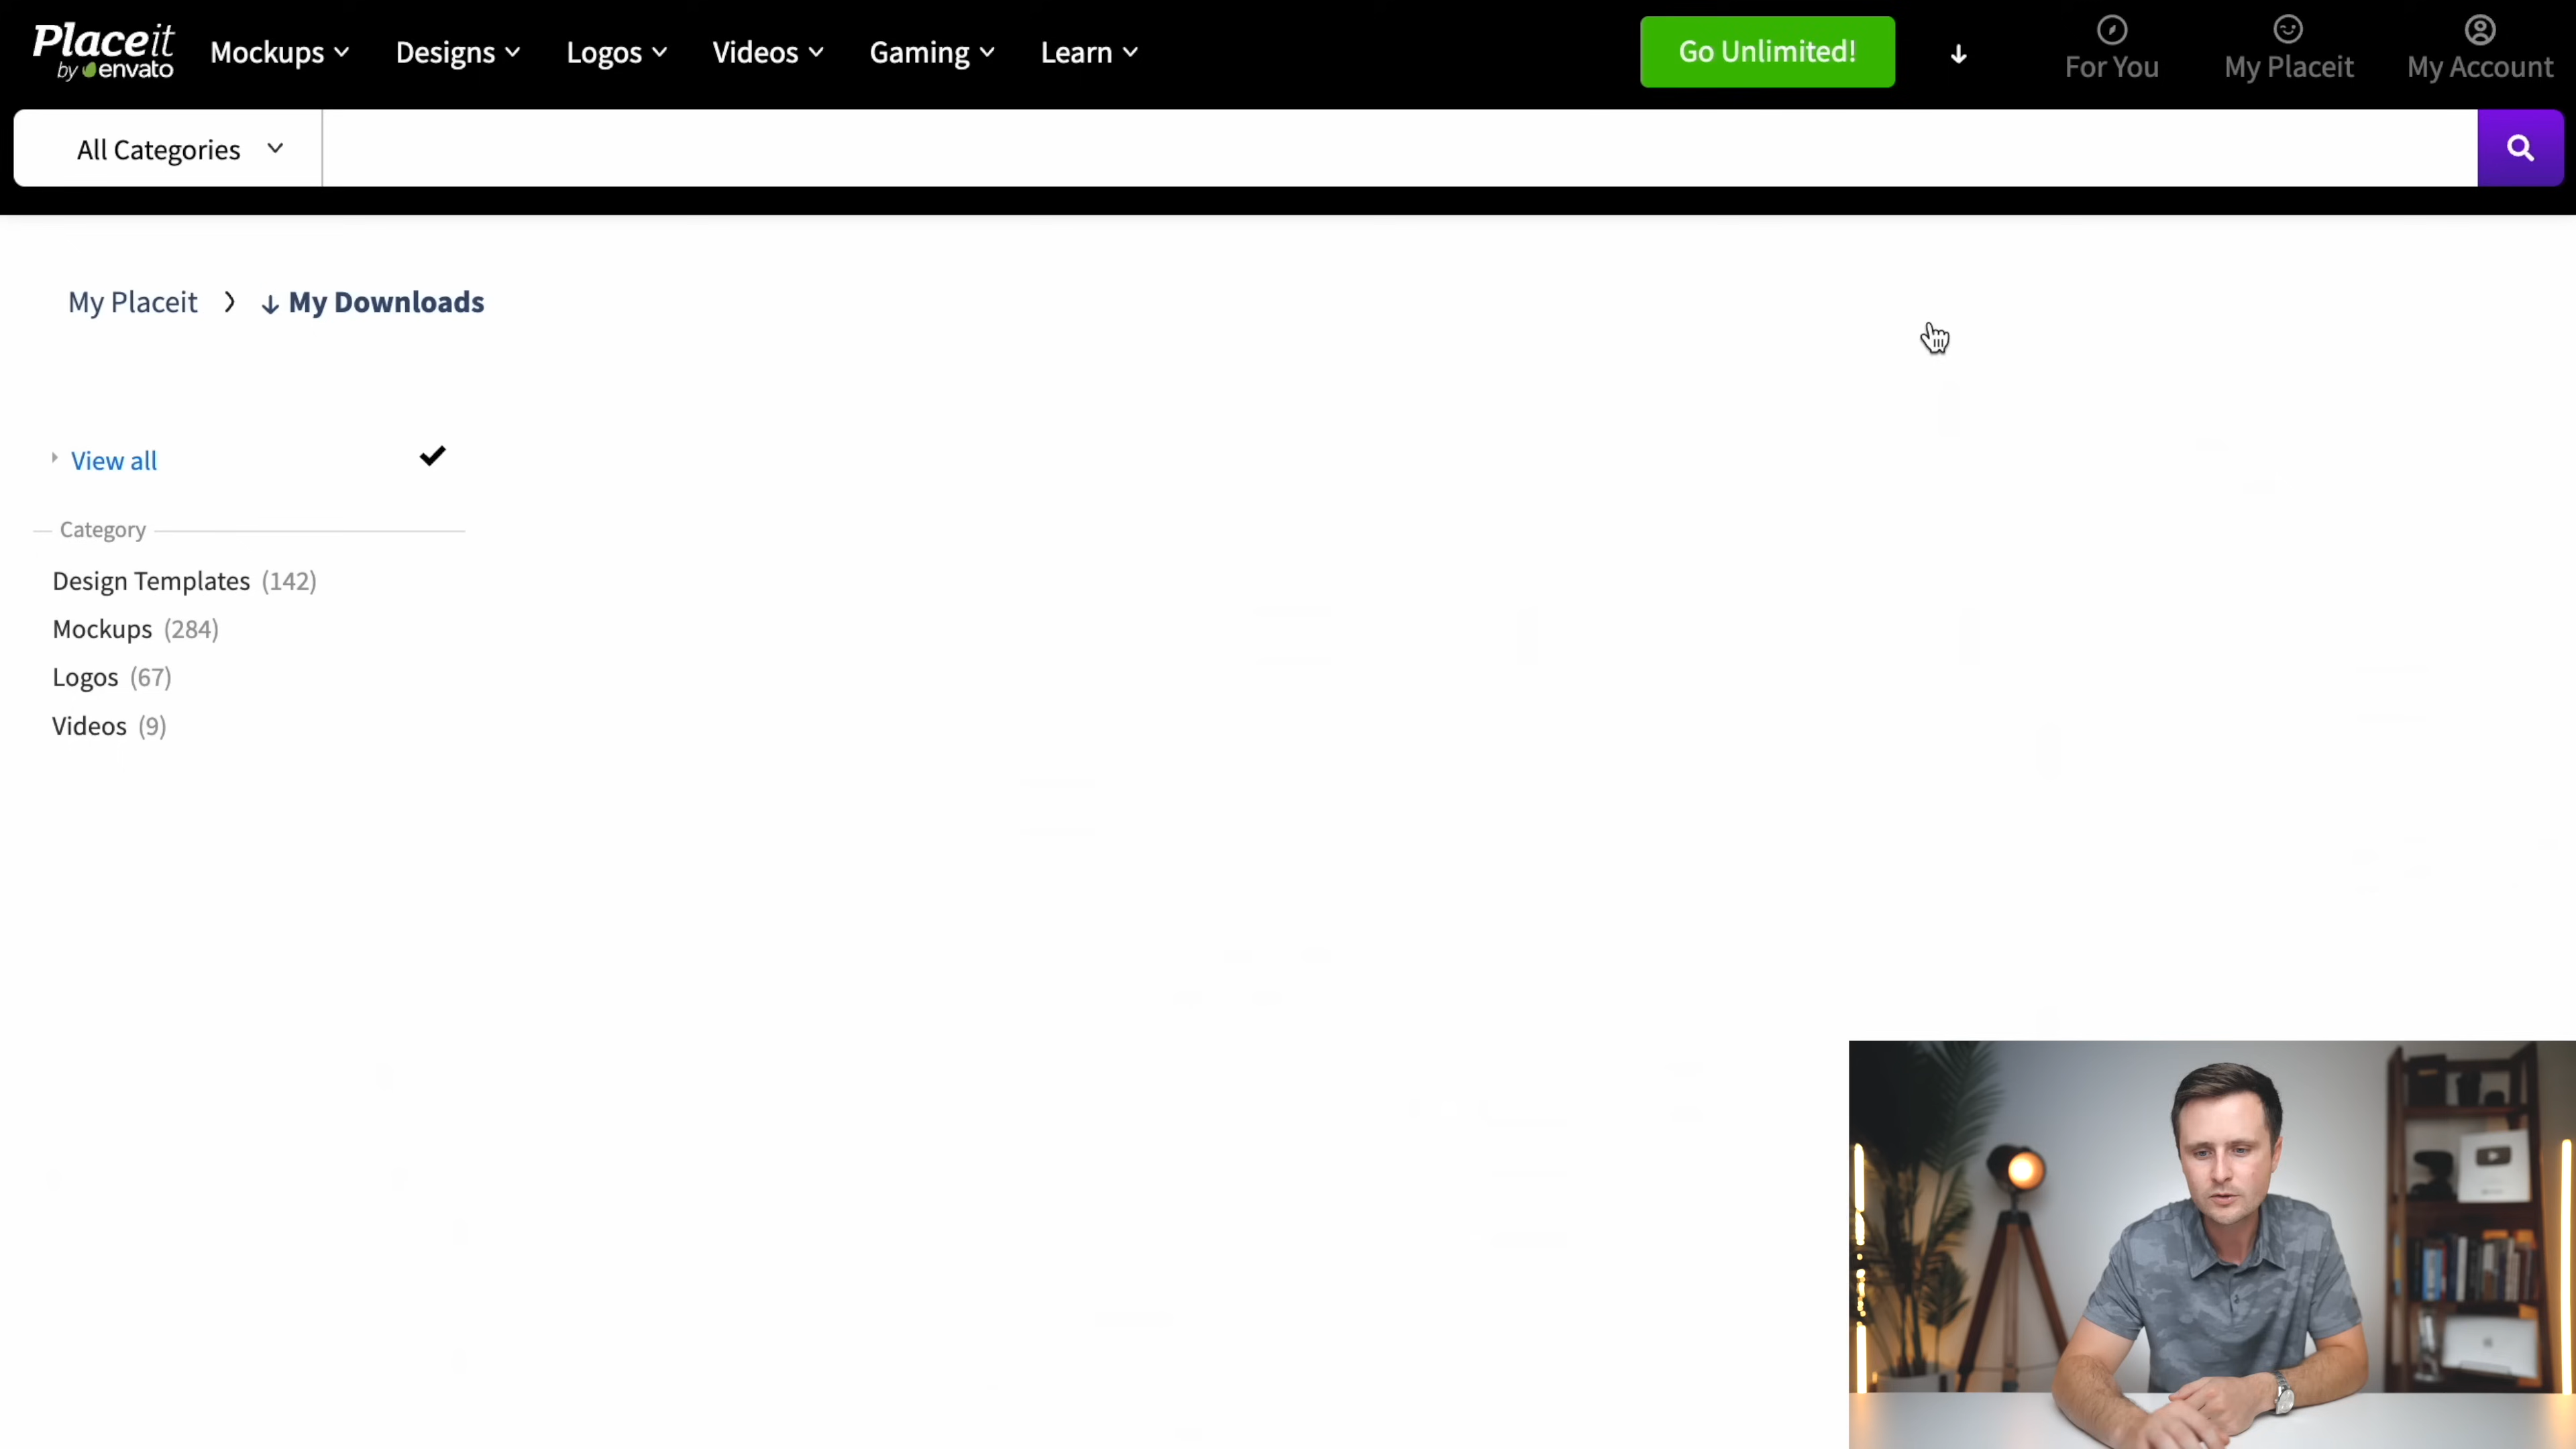 Placeit
by envato
Mockups
Designs
Logos
Videos
Gaming
Learn
Go Unlimited!
For You
My Placeit
My Account
All Categories
My Placeit
My Downloads
View all
Category
Design Templates (142)
Mockups (284)
Logos (67)
Videos (9)